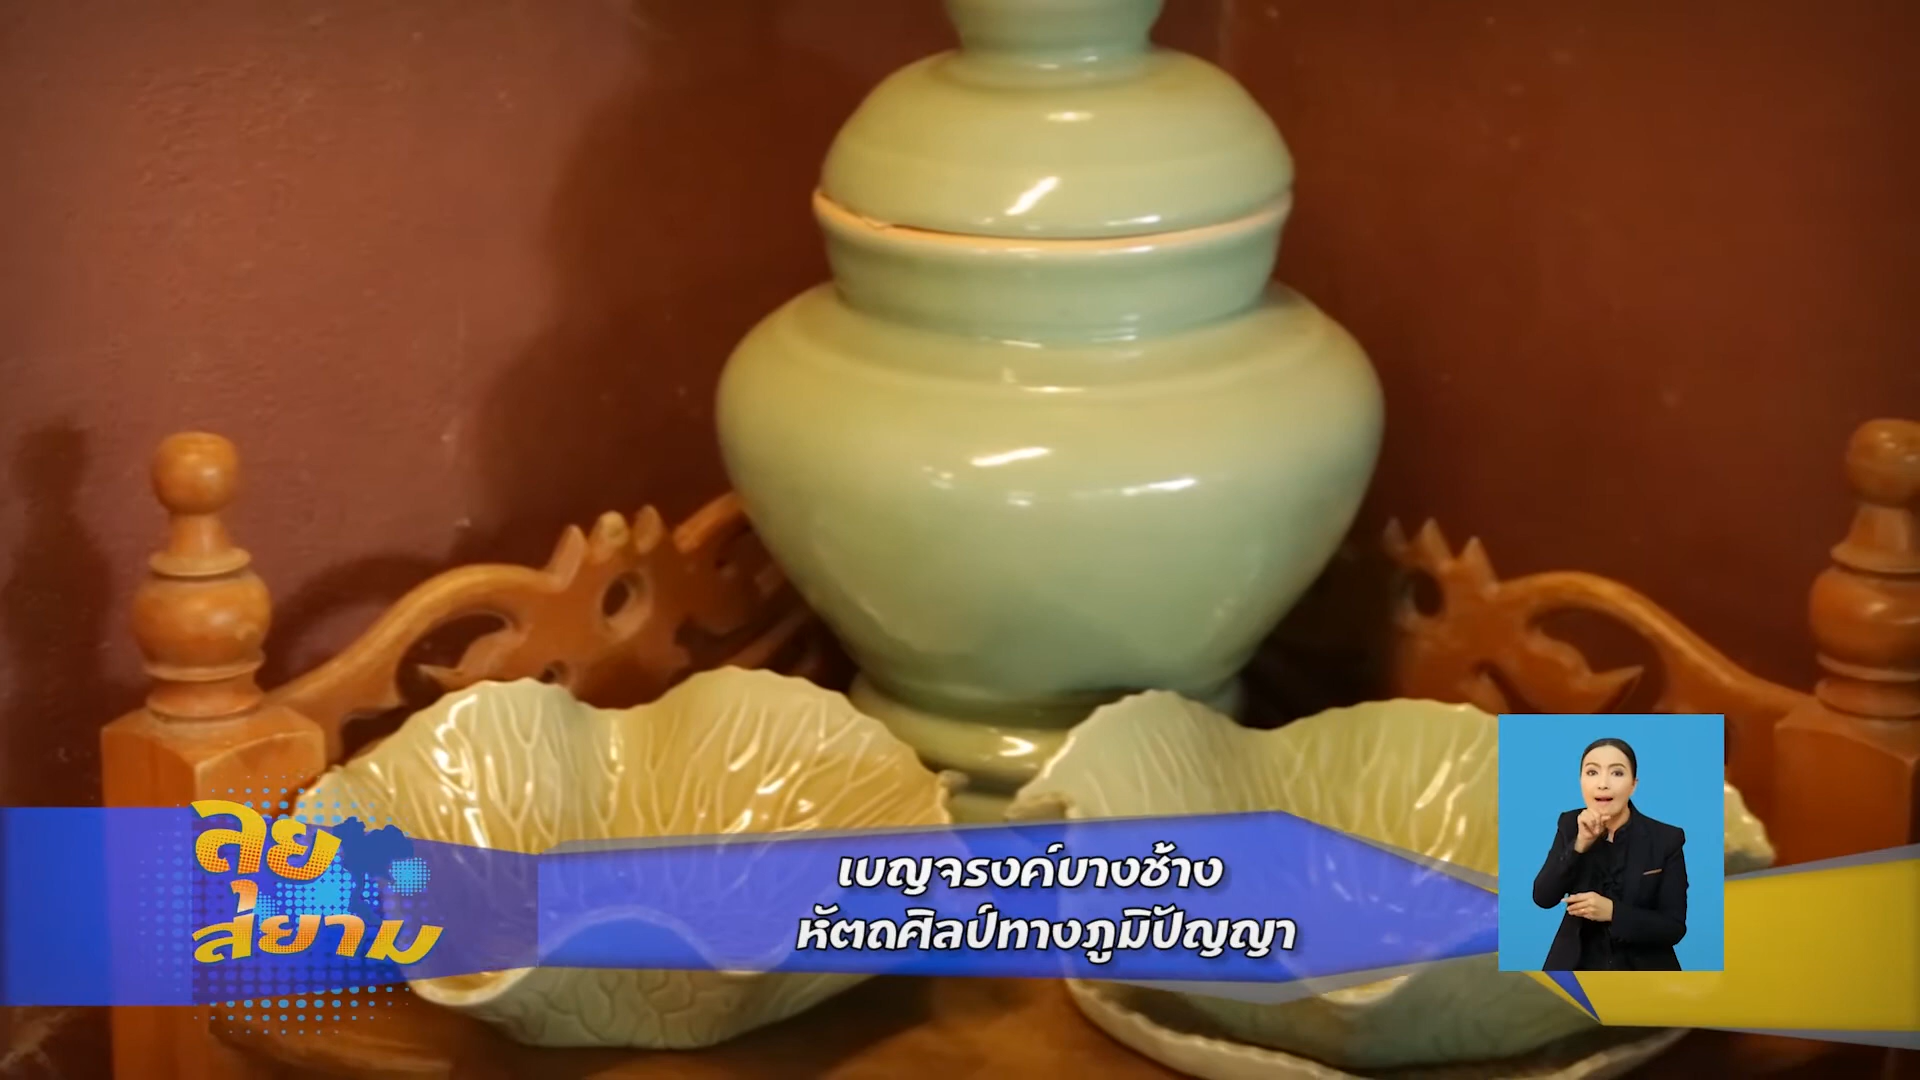 ลุย
สยาม
เบญจรงค์บางช้าง
หัตถศิลป์ทางภูมิปัญญา